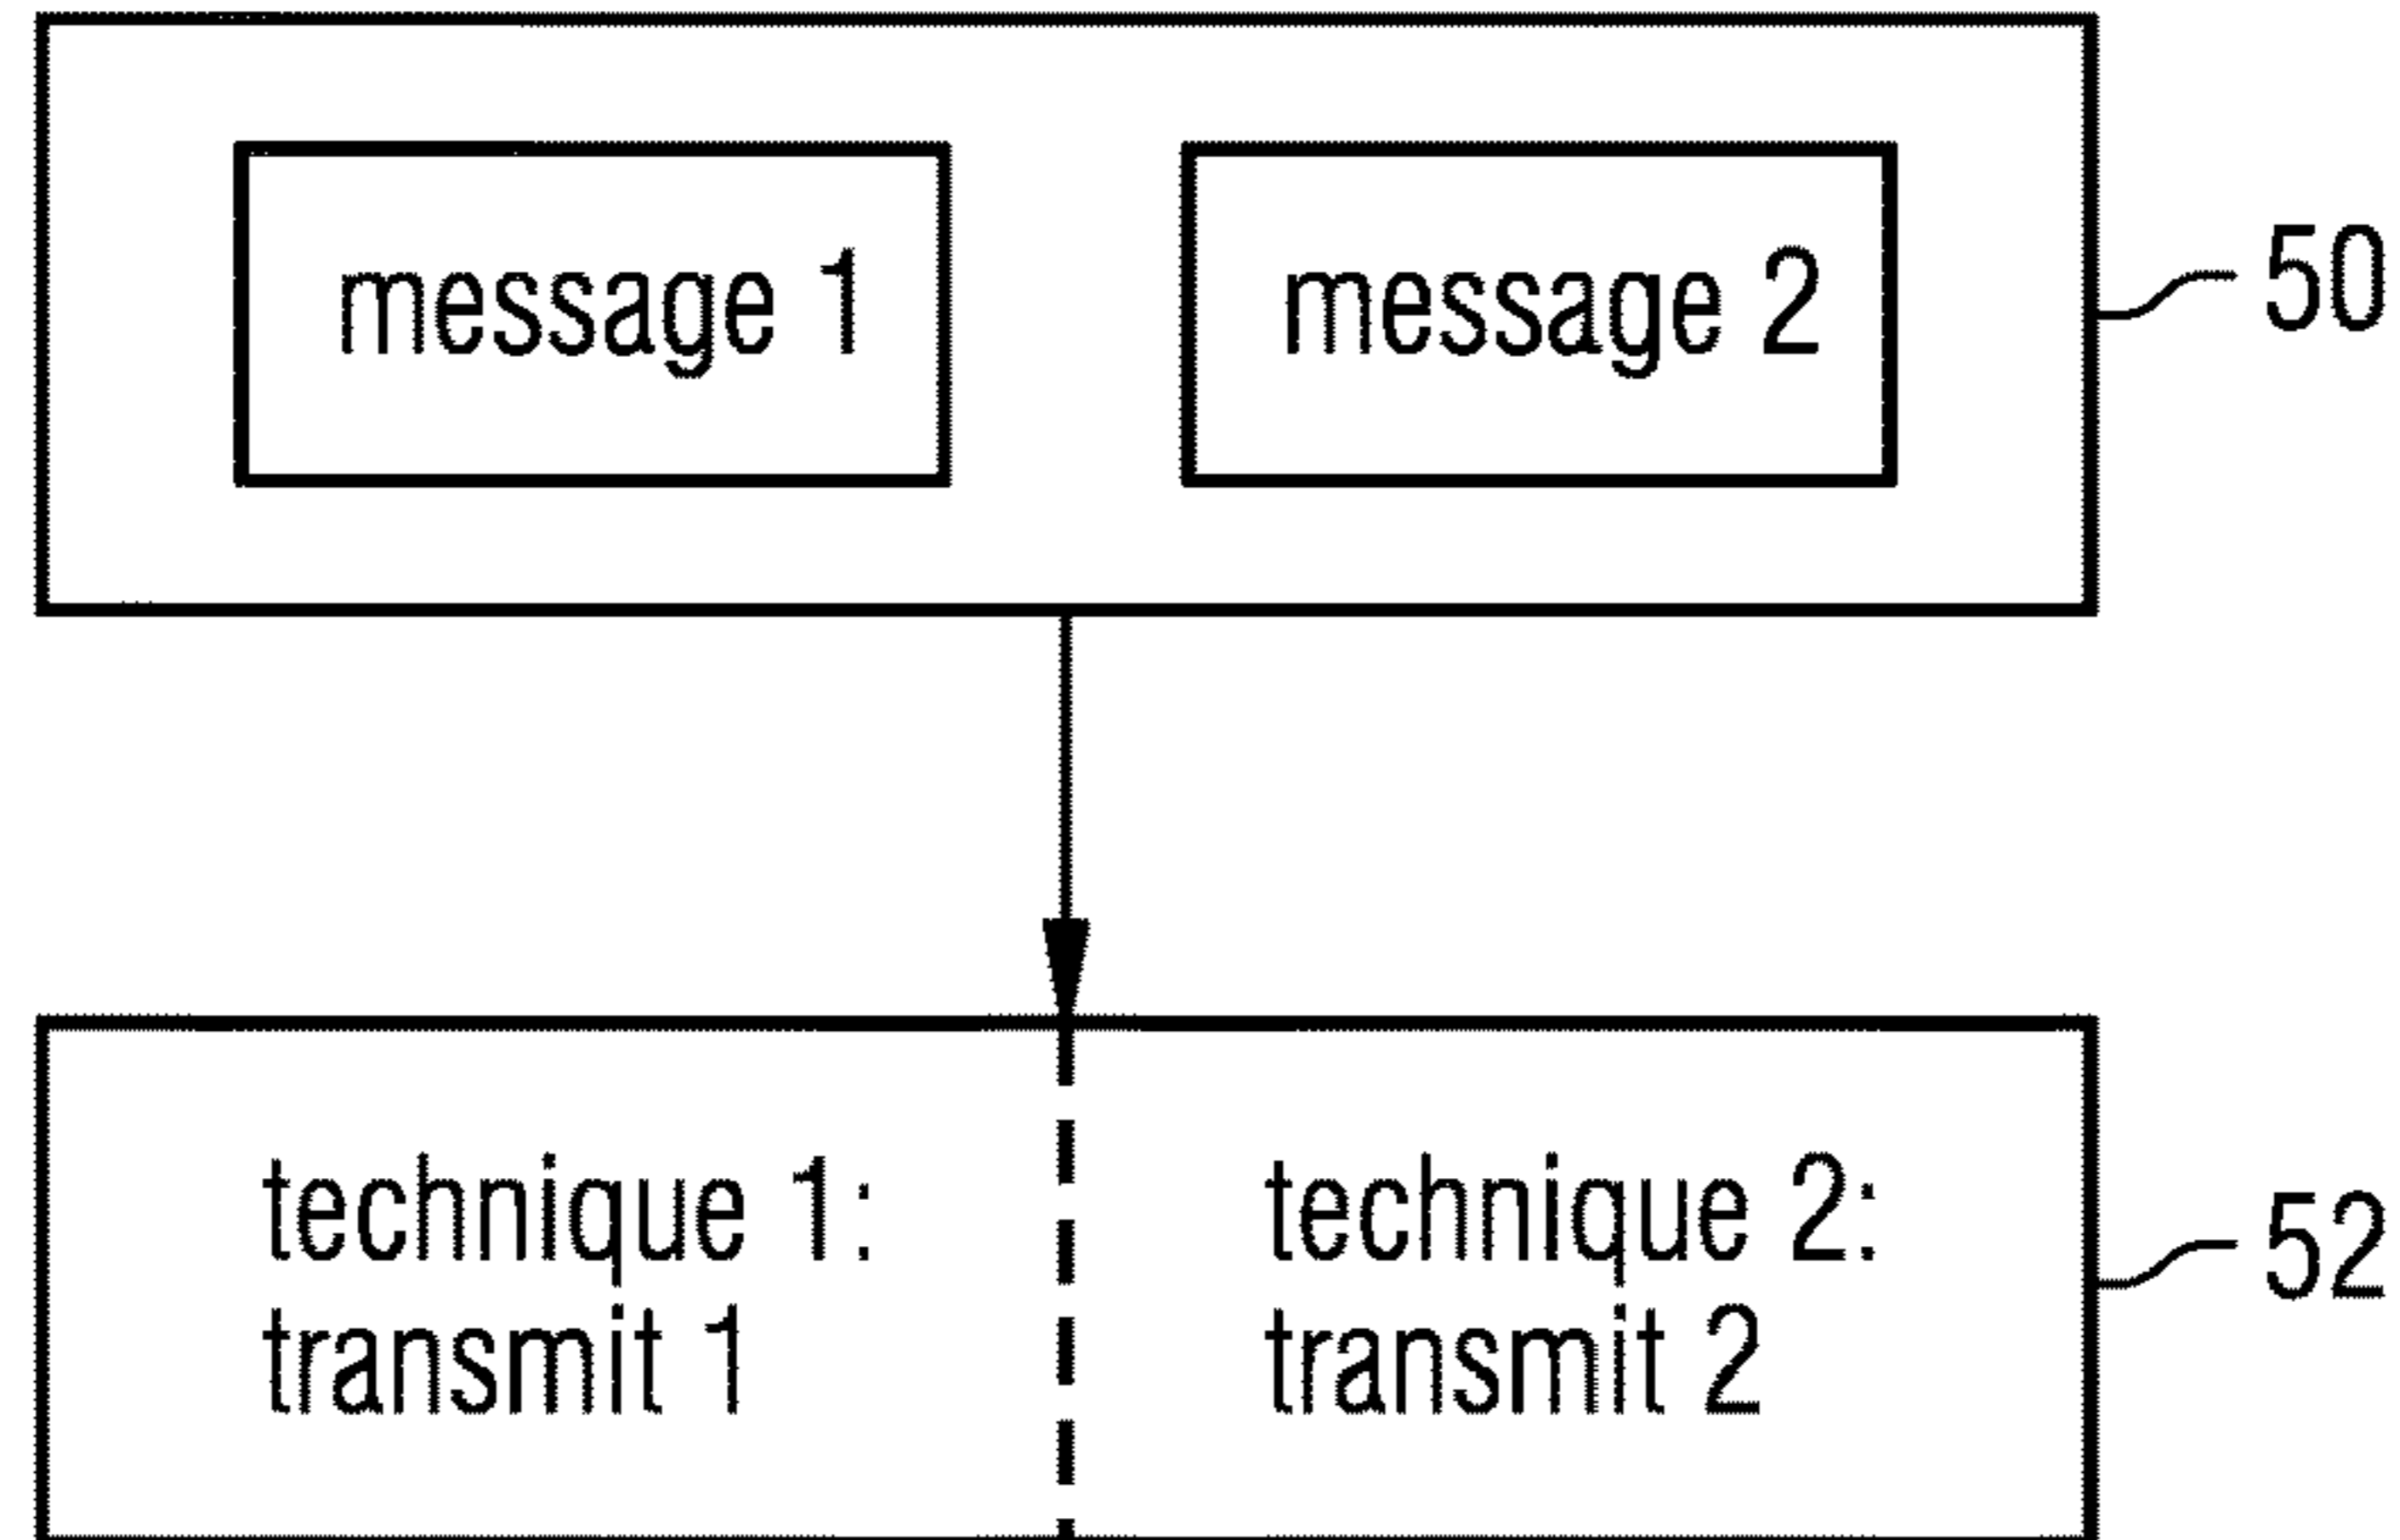 message 1
message 2
50
technique 1:
transmit 1
technique 2:
transmit 2
52